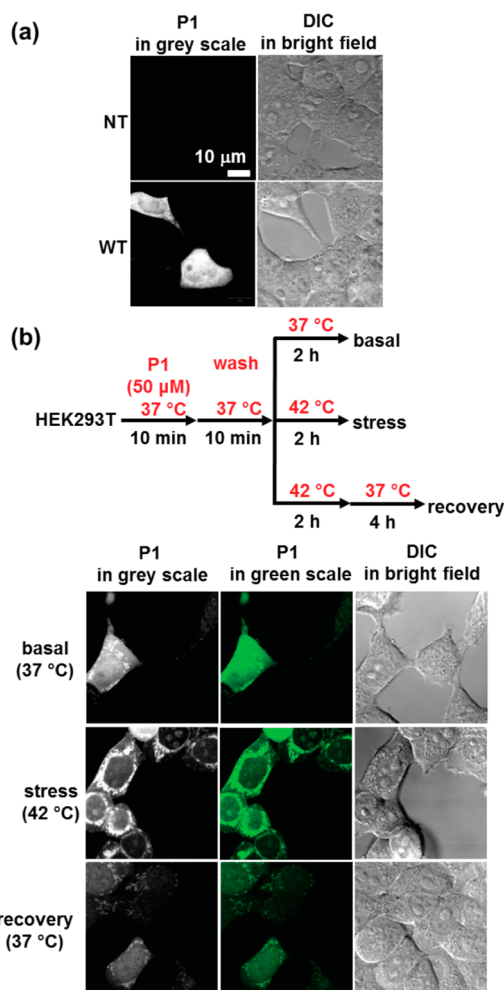 (a)
P1
in grey scale
DIC
in bright field
NT
10 μm
WT
(b)
37 °C
2 h
basal
P1
(50 μM)
wash
HEK293T
37 °C
10 min
37 °C
10 min
42 °C
2 h
stress
42 °C
2 h
37 °C
4 h
recovery
P1
in grey scale
P1
in green scale
DIC
in bright field
basal
(37 °C)
stress
(42 °C)
recovery
(37 °C)